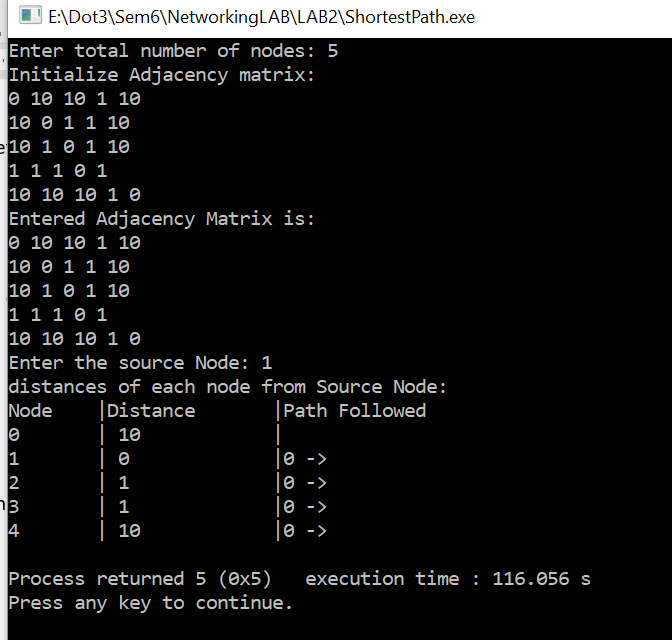 E:\Dot3\Sem6\NetworkingLAB\LAB2\ShortestPath.exe
Enter total number of nodes: 5
Initialize Adjacency matrix:
0 10 10 1 10
10 0 1 1 10
10 1 0 1 10
1 1 1 0 1
10 10 10 1 0
Entered Adjacency Matrix is:
0 10 10 1 10
10 0 1 1 10
10 1 0 1 10
1 1 1 0 1
10 10 10 1 0
Enter the source Node: 1
distances of each node from Source Node:
Node |Distance |Path Followed
0 | 10 |
1 | 0 |0 ->
2 | 1 |0 ->
3 | 1 |0 ->
4 | 10 |0 ->
Process returned 5 (0x5) execution time : 116.056 s
Press any key to continue.